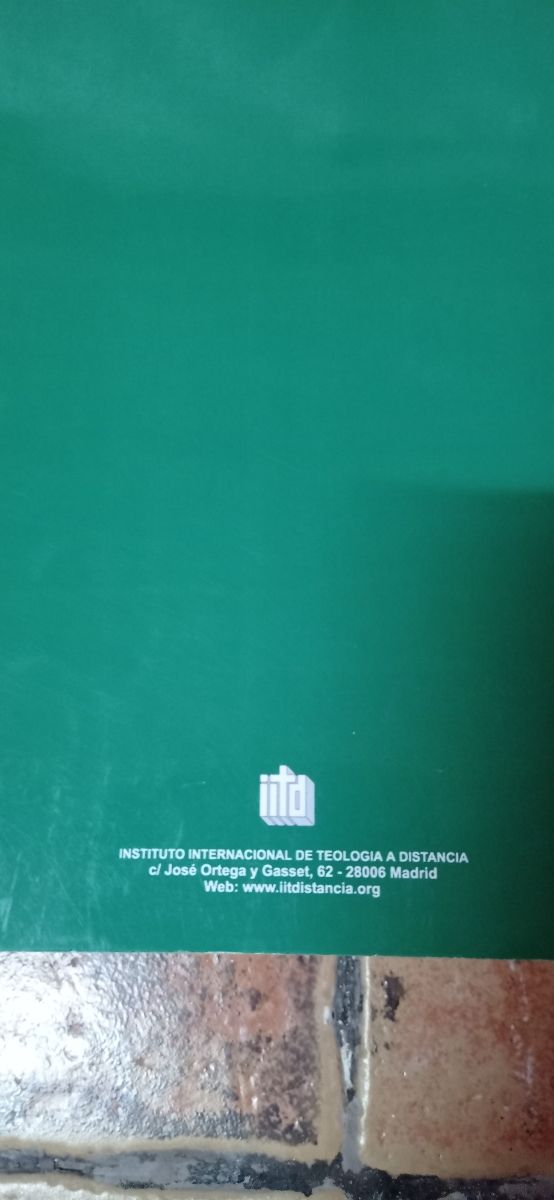 iitd
INSTITUTO INTERNACIONAL DE TEOLOGIA A DISTANCIA
c/ José Ortega y Gasset, 62 - 28006 Madrid
Web: www.iitdistancia.org